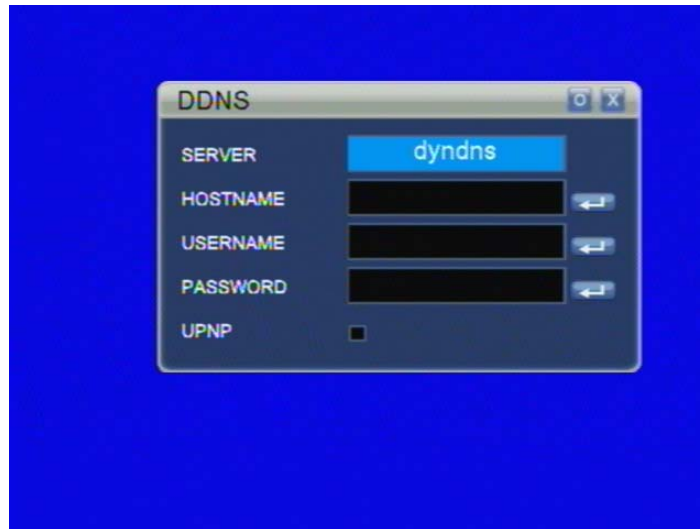 DDNS O X
SERVER dyndns
HOSTNAME
USERNAME
PASSWORD
UPNP